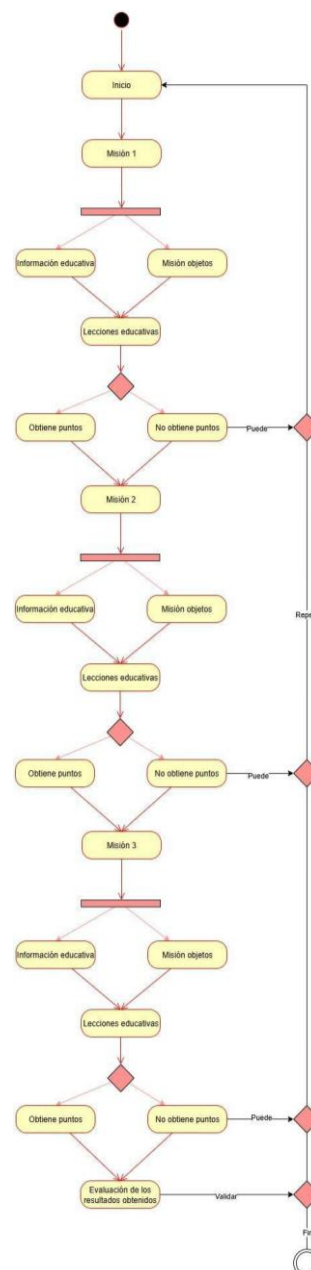 Inicio
Misión 1
Información educativa
Misión objetos
Lecciones educativas
Obtiene puntos
No obtiene puntos
Puede
Misión 2
Repe
Información educativa
Misión objetos
Lecciones educativas
Obtiene puntos
No obtiene puntos
Puede
Misión 3
Información educativa
Misión objetos
Lecciones educativas
Obtiene puntos
No obtiene puntos
Puede
Evaluación de los
resultados obtenidos
Validar
Fin